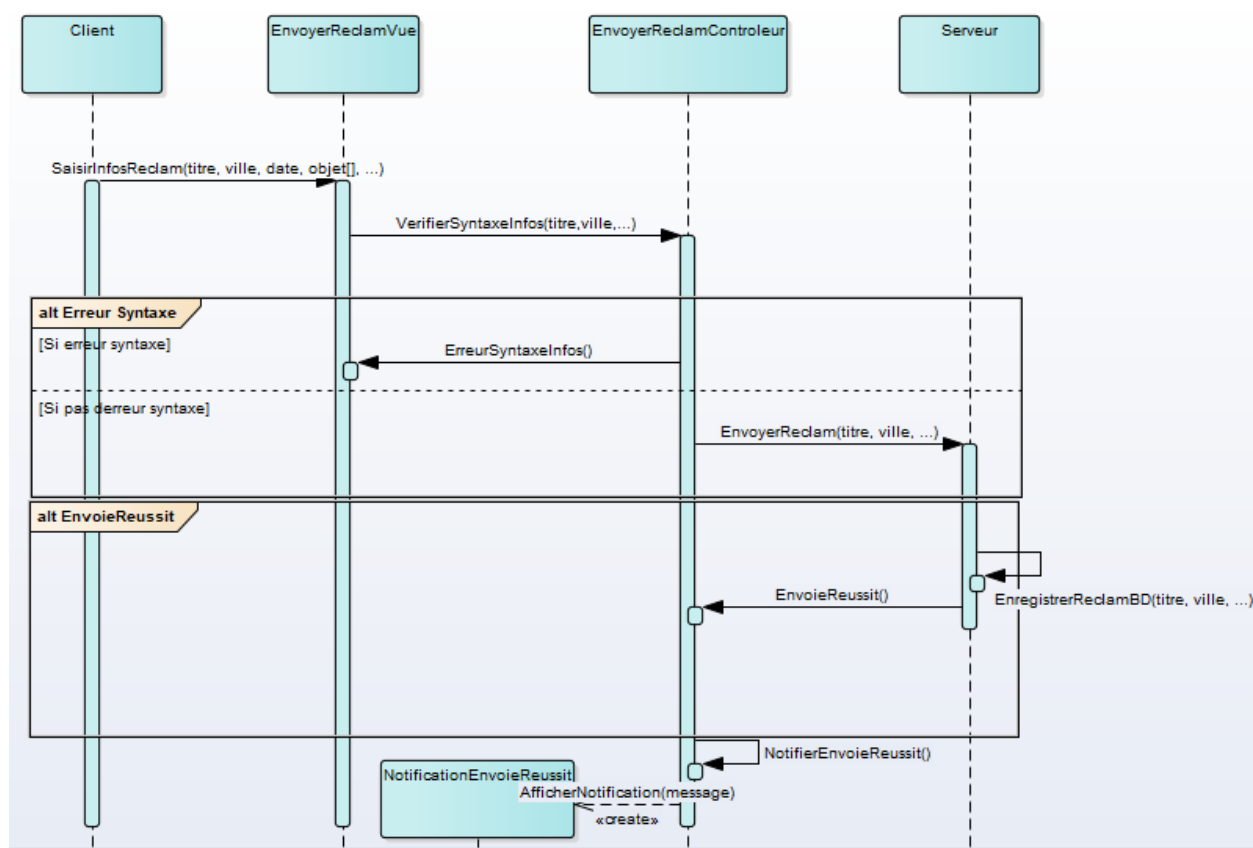 Client
EnvoyerReclamVue
EnvoyerReclamControleur
Serveur
SaisirInfosReclam(titre, ville, date, objet[], ...)
VerifierSyntaxeInfos(titre,ville,...)
alt Erreur Syntaxe
[Si erreur syntaxe]
ErreurSyntaxeInfos()
[Si pas derreur syntaxe]
EnvoyerReclam(titre, ville, ...)
alt EnvoieReussit
EnvoieReussit()
EnregistrerReclamBD(titre, ville, ...)
NotifierEnvoieReussit()
NotificationEnvoieReussit
AfficherNotification(message)
«create»